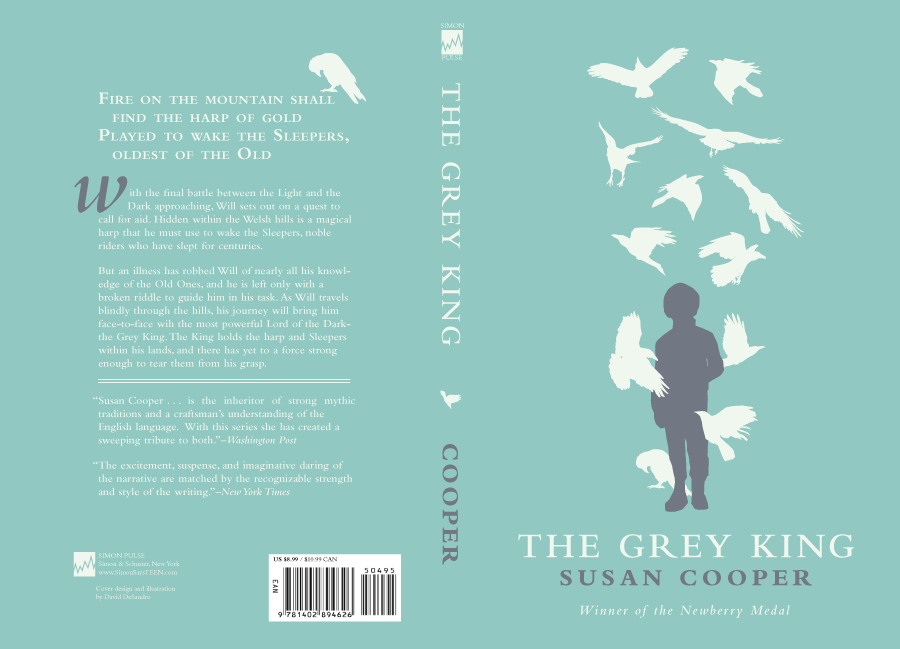 Fire on the mountain shall
find the harp of gold
Played to wake the Sleepers,
oldest of the Old
With the final battle between the Light and the
Dark approaching, Will sets out on a quest to
call for aid. Hidden within the Welsh hills is a magical
harp that he must use to wake the Sleepers, noble
riders who have slept for centuries.
But an illness has robbed Will of nearly all his knowl-
edge of the Old Ones, and he is left only with a
broken riddle to guide him in his task. As Will travels
blindly through the hills, his journey will bring him
face-to-face wih the most powerful Lord of the Dark–
the Grey King. The King holds the harp and Sleepers
within his lands, and there has yet to a force strong
enough to tear them from his grasp.
“Susan Cooper . . . is the inheritor of strong mythic
traditions and a craftsman’s understanding of the
English language. With this series she has created a
sweeping tribute to both.”–Washington Post
“The excitement, suspense, and imaginative daring of
the narrative are matched by the recognizable strength
and style of the writing.”–New York Times
SIMON PULSE
Simon & Schuster, New York
www.SimonSaysTEEN.com
Cover design and illustration
by David DeSandro
US $8.99 / $10.99 CAN
50495
EAN
9 781402 894626
SIMON
PULSE
THE GREY KING
COOPER
THE GREY KING
SUSAN COOPER
Winner of the Newberry Medal